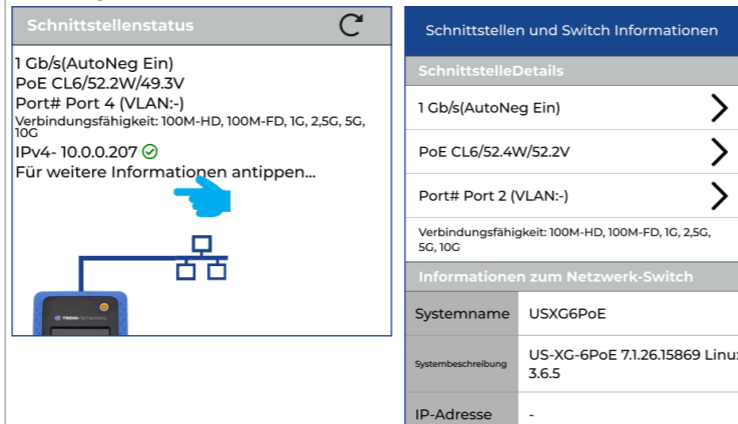 Schnittstellenstatus
1 Gb/s(AutoNeg Ein)
PoE CL6/52.2W/49.3V
Port# Port 4 (VLAN:-)
Verbindungsfähigkeit: 100M-HD, 100M-FD, 1G, 2,5G, 5G,
10G
IPv4- 10.0.0.207
Für weitere Informationen antippen...
Schnittstellen und Switch Informationen
SchnittstelleDetails
1 Gb/s(AutoNeg Ein)
PoE CL6/52.4W/52.2V
Port# Port 2 (VLAN:-)
Verbindungsfähigkeit: 100M-HD, 100M-FD, 1G, 2,5G,
5G, 10G
Informationen zum Netzwerk-Switch
Systemname USXG6PoE
Systembeschreibung US-XG-6PoE 7.1.26.15869 Linux
3.6.5
IP-Adresse -